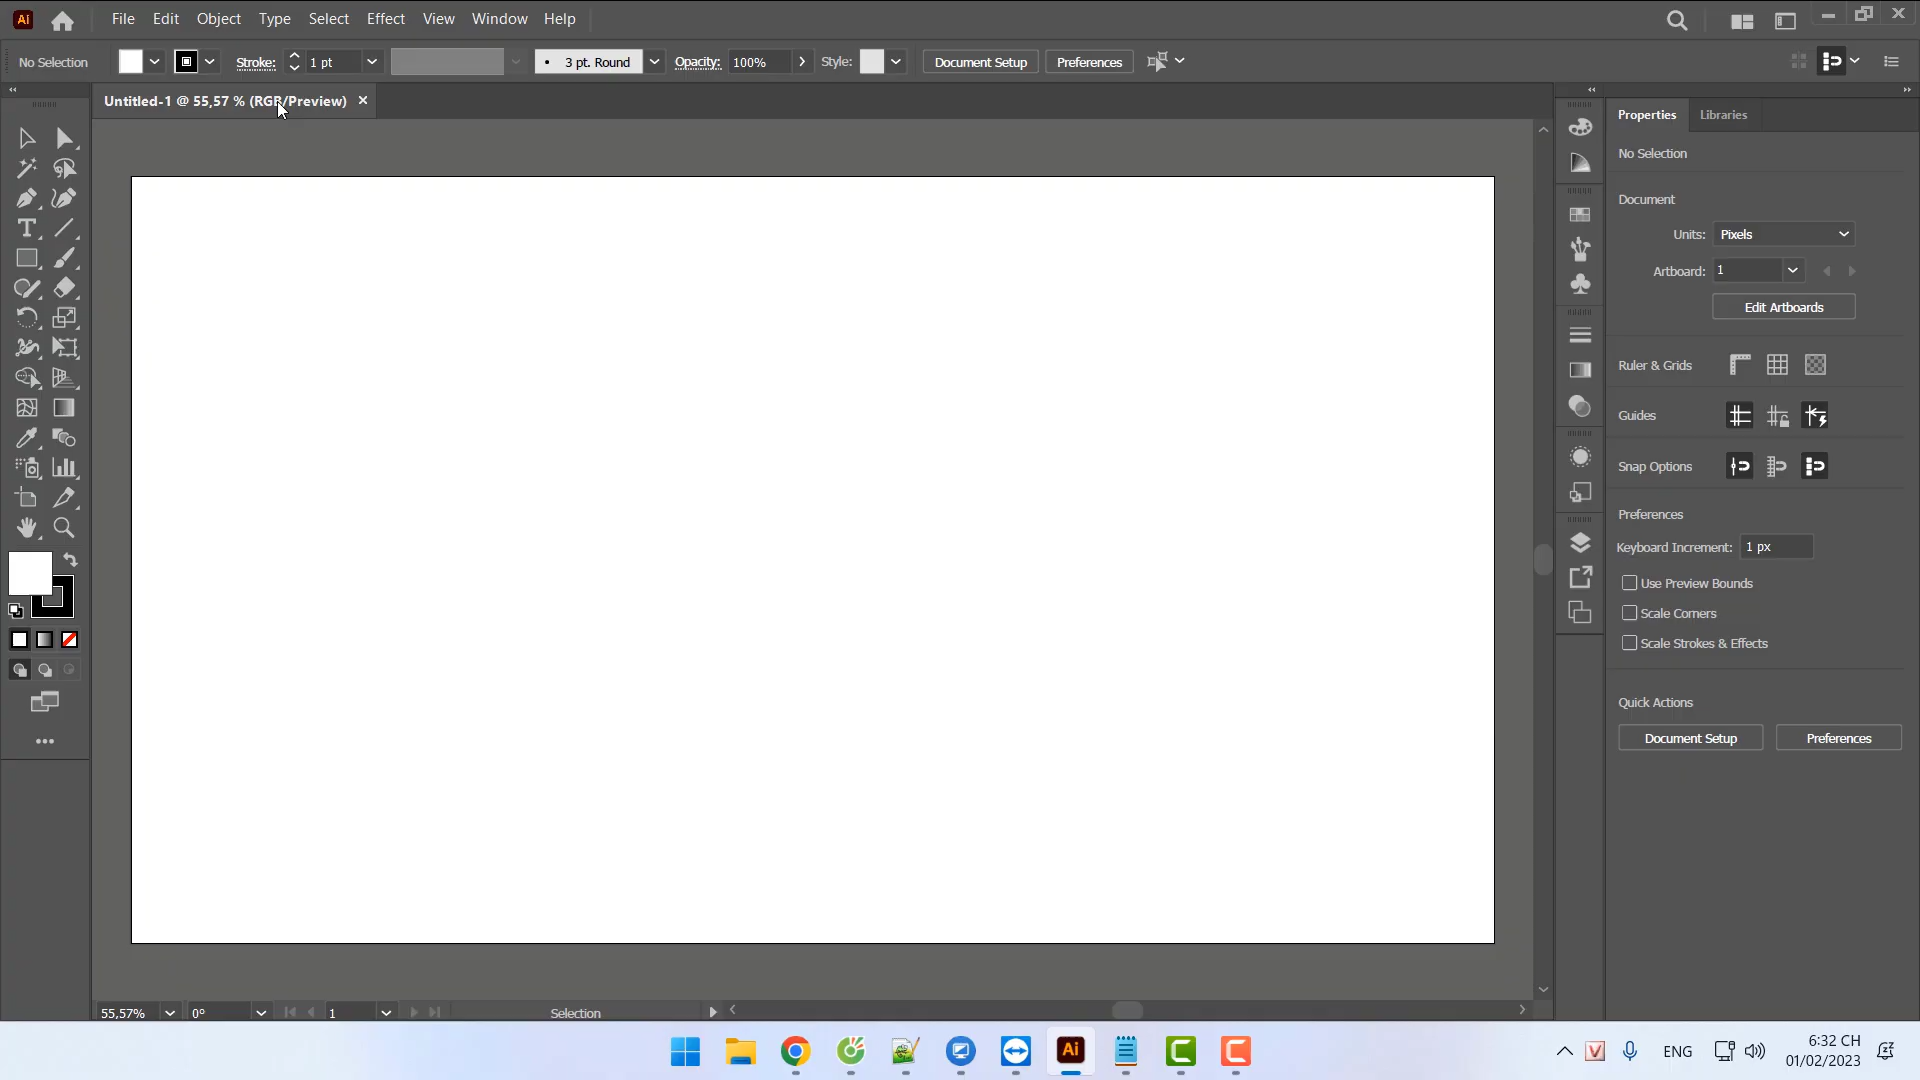 Ai File Edit Object Type Select Effect View Window Help
No Selection Stroke: 1 pt 3 pt. Round Opacity: 100% Style: Document Setup Preferences
Untitled-1 @ 55,57 % (RGB/Preview) ×
Properties Libraries
No Selection
Document
Units: Pixels
Artboard: 1
Edit Artboards
Ruler & Grids
Guides
Snap Options
Preferences
Keyboard Increment: 1 px
Use Preview Bounds
Scale Corners
Scale Strokes & Effects
Quick Actions
Document Setup Preferences
55,57% 0° 1 Selection
Ai ENG 6:32 CH
01/02/2023